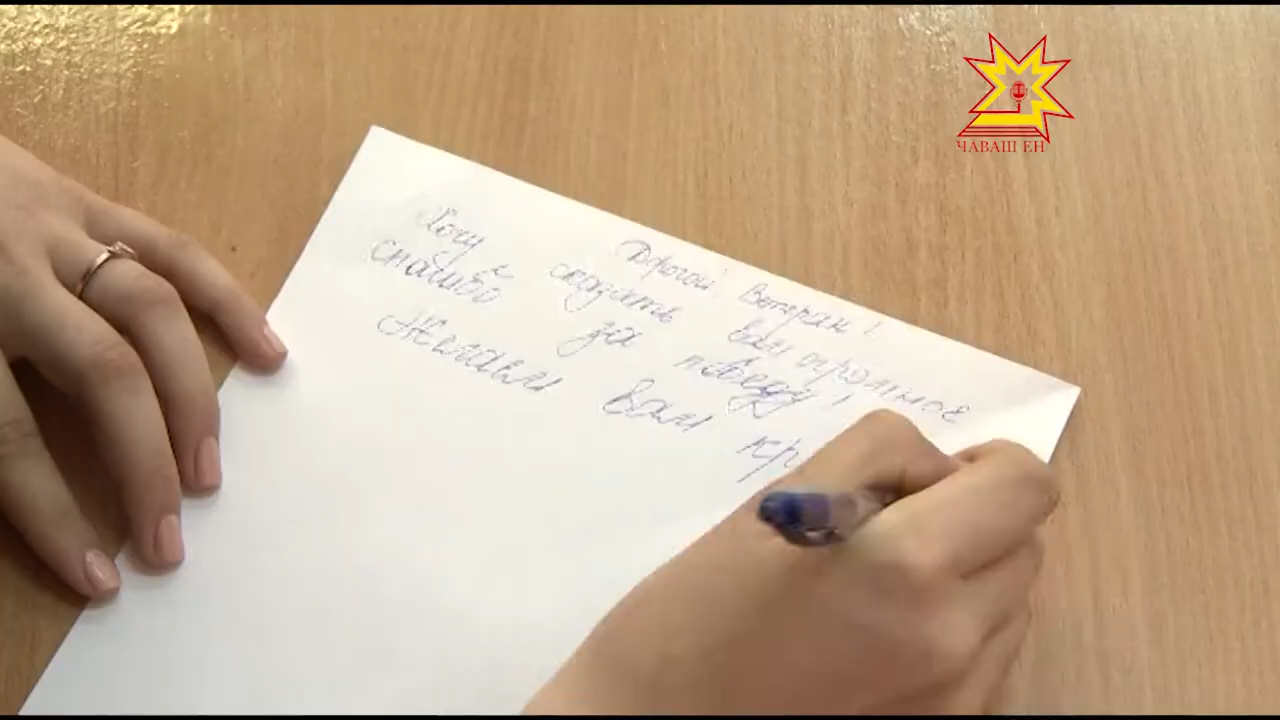 ЧАВАШ ЕН
Дорогой Ветеран!
Хочу сказать вам огромное
спасибо за победу!
Желаем Вам кр